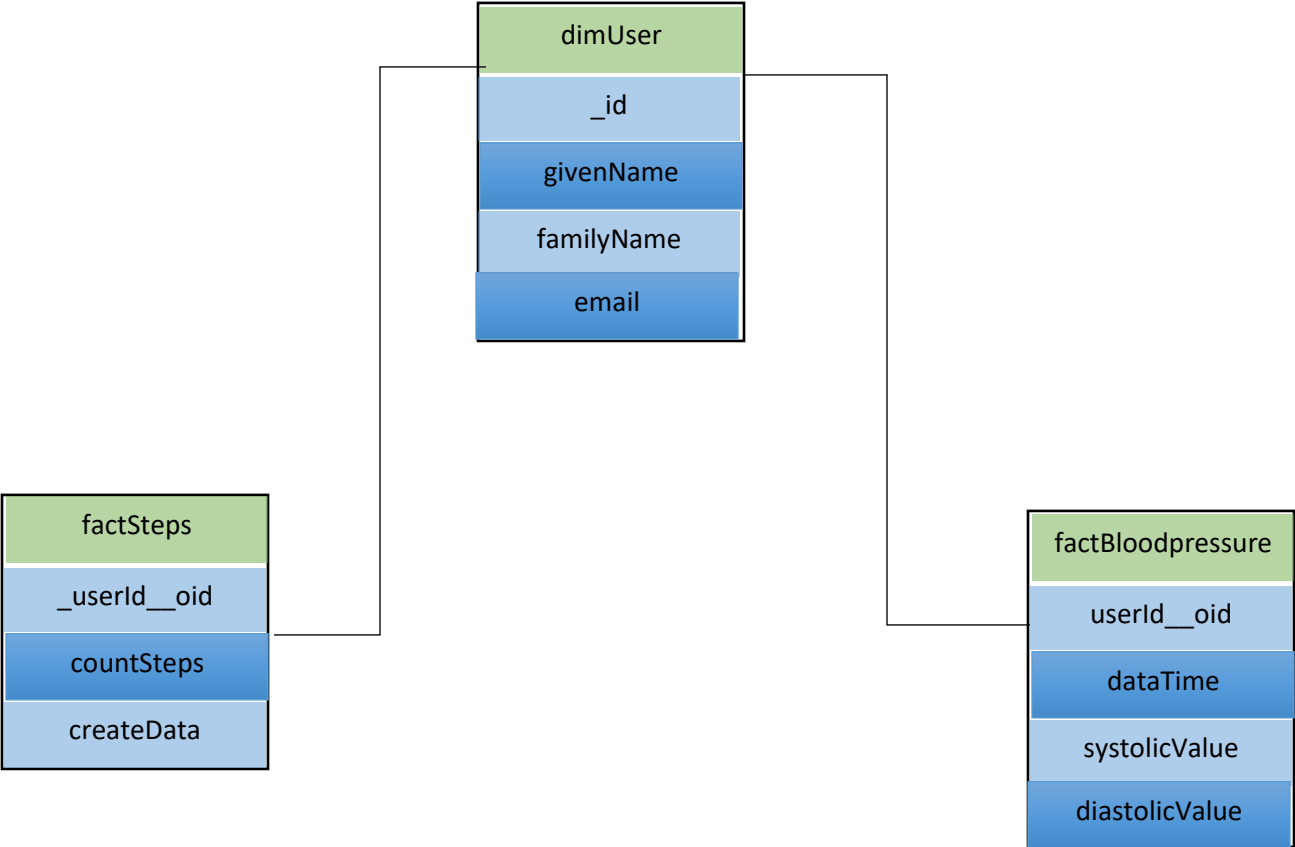 dimUser
_id
givenName
familyName
email
factSteps
_userId__oid
countSteps
createData
factBloodpressure
userId__oid
dataTime
systolicValue
diastolicValue